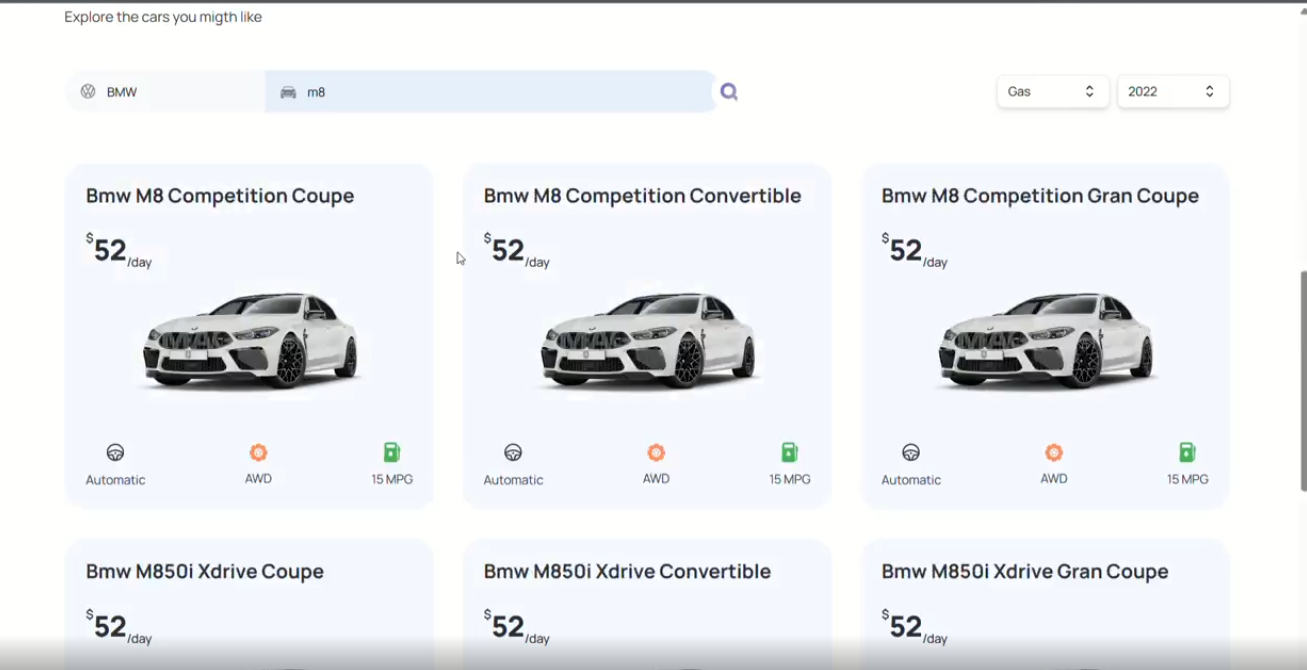 Explore the cars you migth like
BMW m8 Gas 2022
Bmw M8 Competition Coupe
$52/day
Automatic AWD 15 MPG
Bmw M8 Competition Convertible
$52/day
Automatic AWD 15 MPG
Bmw M8 Competition Gran Coupe
$52/day
Automatic AWD 15 MPG
Bmw M850i Xdrive Coupe
$52/day
Bmw M850i Xdrive Convertible
$52/day
Bmw M850i Xdrive Gran Coupe
$52/day